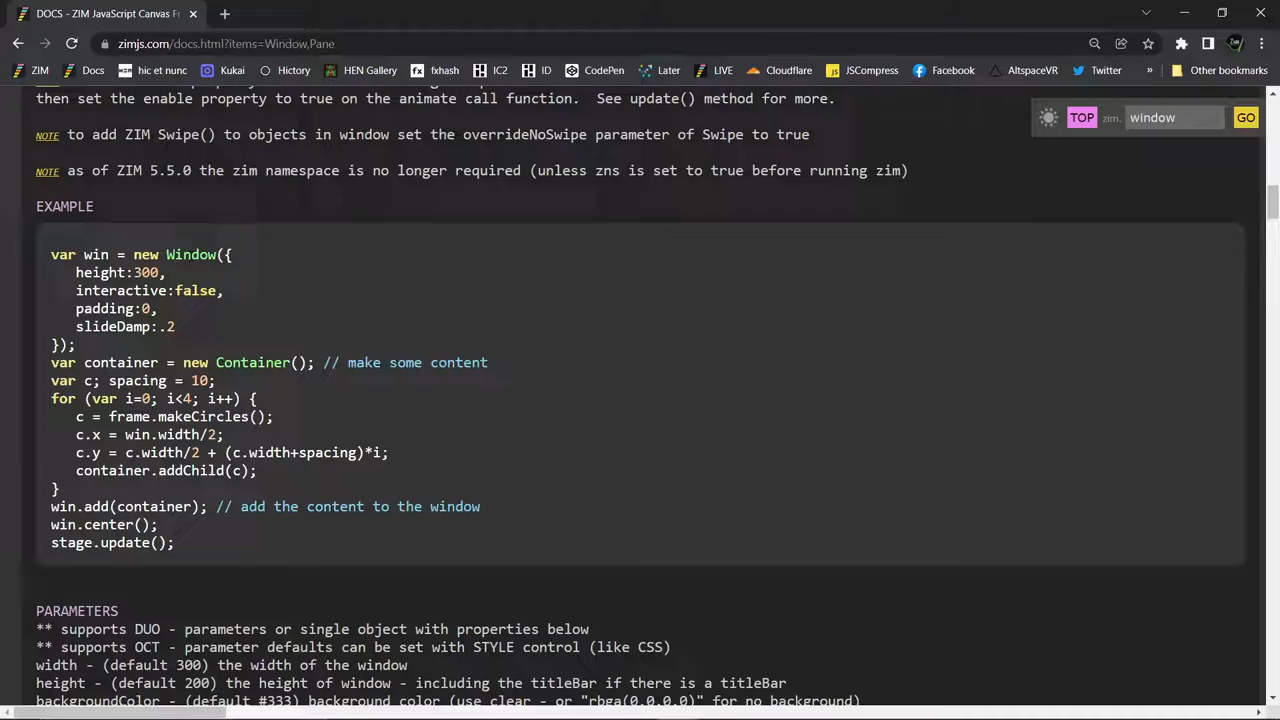 DOCS - ZIM JavaScript Canvas Fr
zimjs.com/docs.html?items=Window,Pane
ZIM Docs hic et nunc Kukai Hictory HEN Gallery fxhash IC2 ID CodePen Later LIVE Cloudflare JSCompress Facebook AltspaceVR Twitter » Other bookmarks
then set the enable property to true on the animate call function. See update() method for more.
TOP zim. window GO
NOTE to add ZIM Swipe() to objects in window set the overrideNoSwipe parameter of Swipe to true
NOTE as of ZIM 5.5.0 the zim namespace is no longer required (unless zns is set to true before running zim)
EXAMPLE
var win = new Window({
height:300,
interactive:false,
padding:0,
slideDamp:.2
});
var container = new Container(); // make some content
var c; spacing = 10;
for (var i=0; i<4; i++) {
c = frame.makeCircles();
c.x = win.width/2;
c.y = c.width/2 + (c.width+spacing)*i;
container.addChild(c);
}
win.add(container); // add the content to the window
win.center();
stage.update();
PARAMETERS
** supports DUO - parameters or single object with properties below
** supports OCT - parameter defaults can be set with STYLE control (like CSS)
width - (default 300) the width of the window
height - (default 200) the height of window - including the titleBar if there is a titleBar
backgroundColor - (default #333) background color (use clear - or "rbga(0,0,0,0)" for no background)